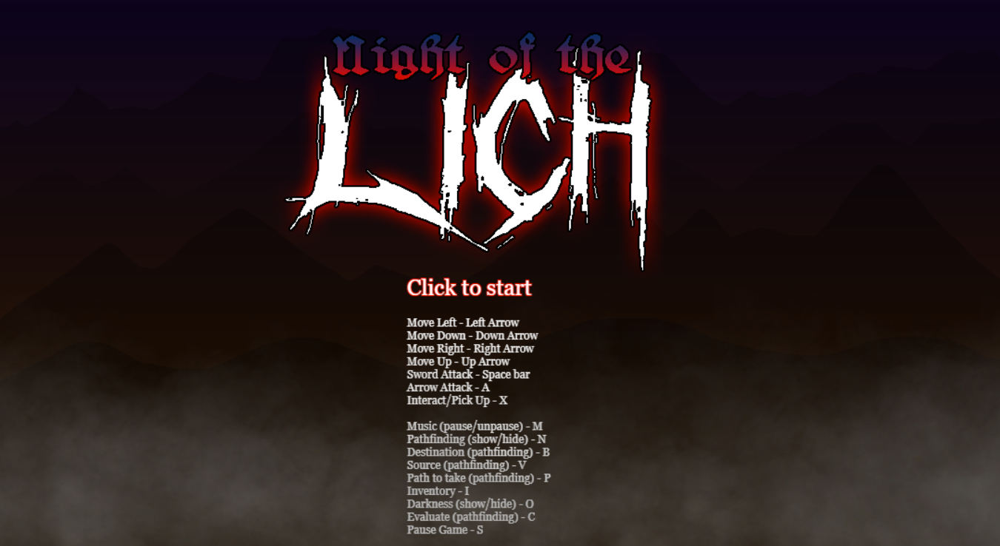 Night of the
LICH
Click to start
Move Left - Left Arrow
Move Down - Down Arrow
Move Right - Right Arrow
Move Up - Up Arrow
Sword Attack - Space bar
Arrow Attack - A
Interact/Pick Up - X
Music (pause/unpause) - M
Pathfinding (show/hide) - N
Destination (pathfinding) - B
Source (pathfinding) - V
Path to take (pathfinding) - P
Inventory - I
Darkness (show/hide) - O
Evaluate (pathfinding) - C
Pause Game - S